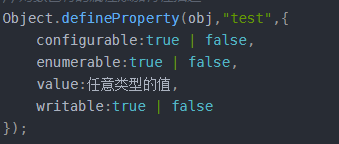 Object.defineProperty(obj,"test",{
    configurable:true | false,
    enumerable:true | false,
    value:任意类型的值,
    writable:true | false
});